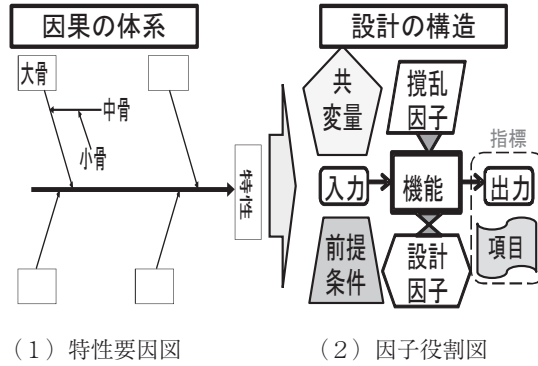 因果の体系
大骨
中骨
小骨
特性
設計の構造
共
変量
撹乱
因子
指標
入力
機能
出力
前提
条件
設計
因子
項目
（１）特性要因図
（２）因子役割図